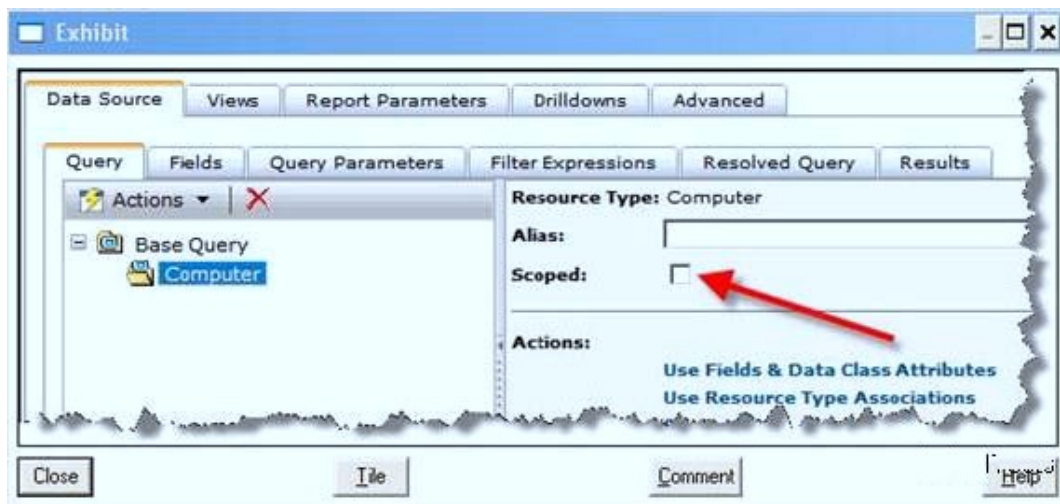 Exhibit
Data Source Views Report Parameters Drilldowns Advanced
Query Fields Query Parameters Filter Expressions Resolved Query Results
Actions
Resource Type: Computer
Base Query
Alias:
Computer
Scoped:
Actions:
Use Fields & Data Class Attributes
Use Resource Type Associations
Close Tile Comment Help